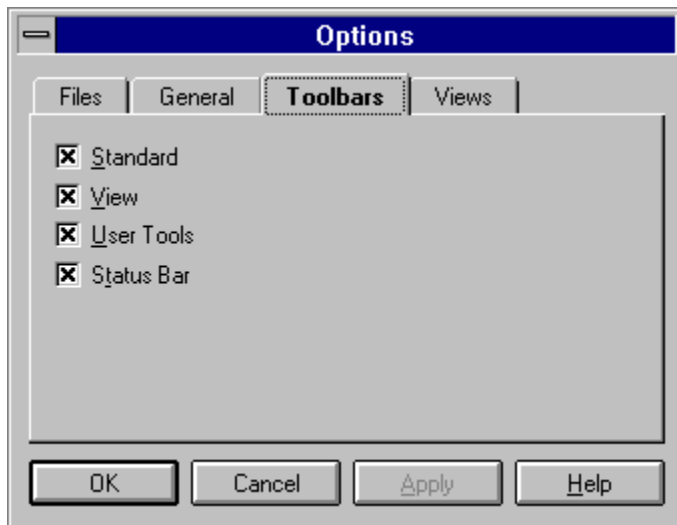 Options
Files General Toolbars Views
Standard
View
User Tools
Status Bar
OK Cancel Apply Help